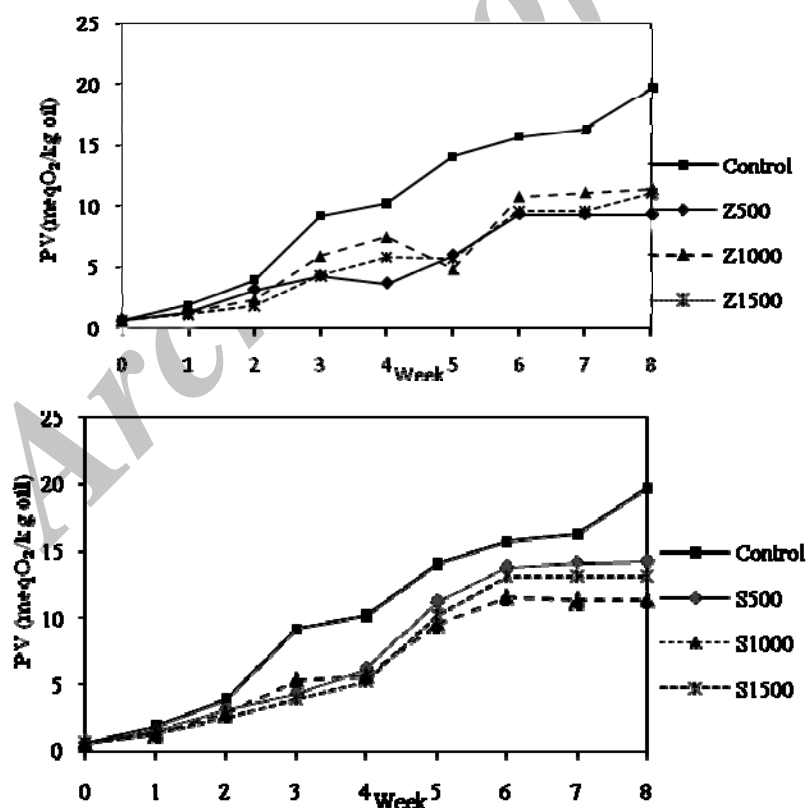 25
20
15
10
5
0
PV(meqO₂/kg oil)
0 1 2 3 4 5 6 7 8
Week
Control
Z500
Z1000
Z1500
25
20
15
10
5
0
PV (meqO₂/kg oil)
0 1 2 3 4 5 6 7 8
Week
Control
S500
S1000
S1500